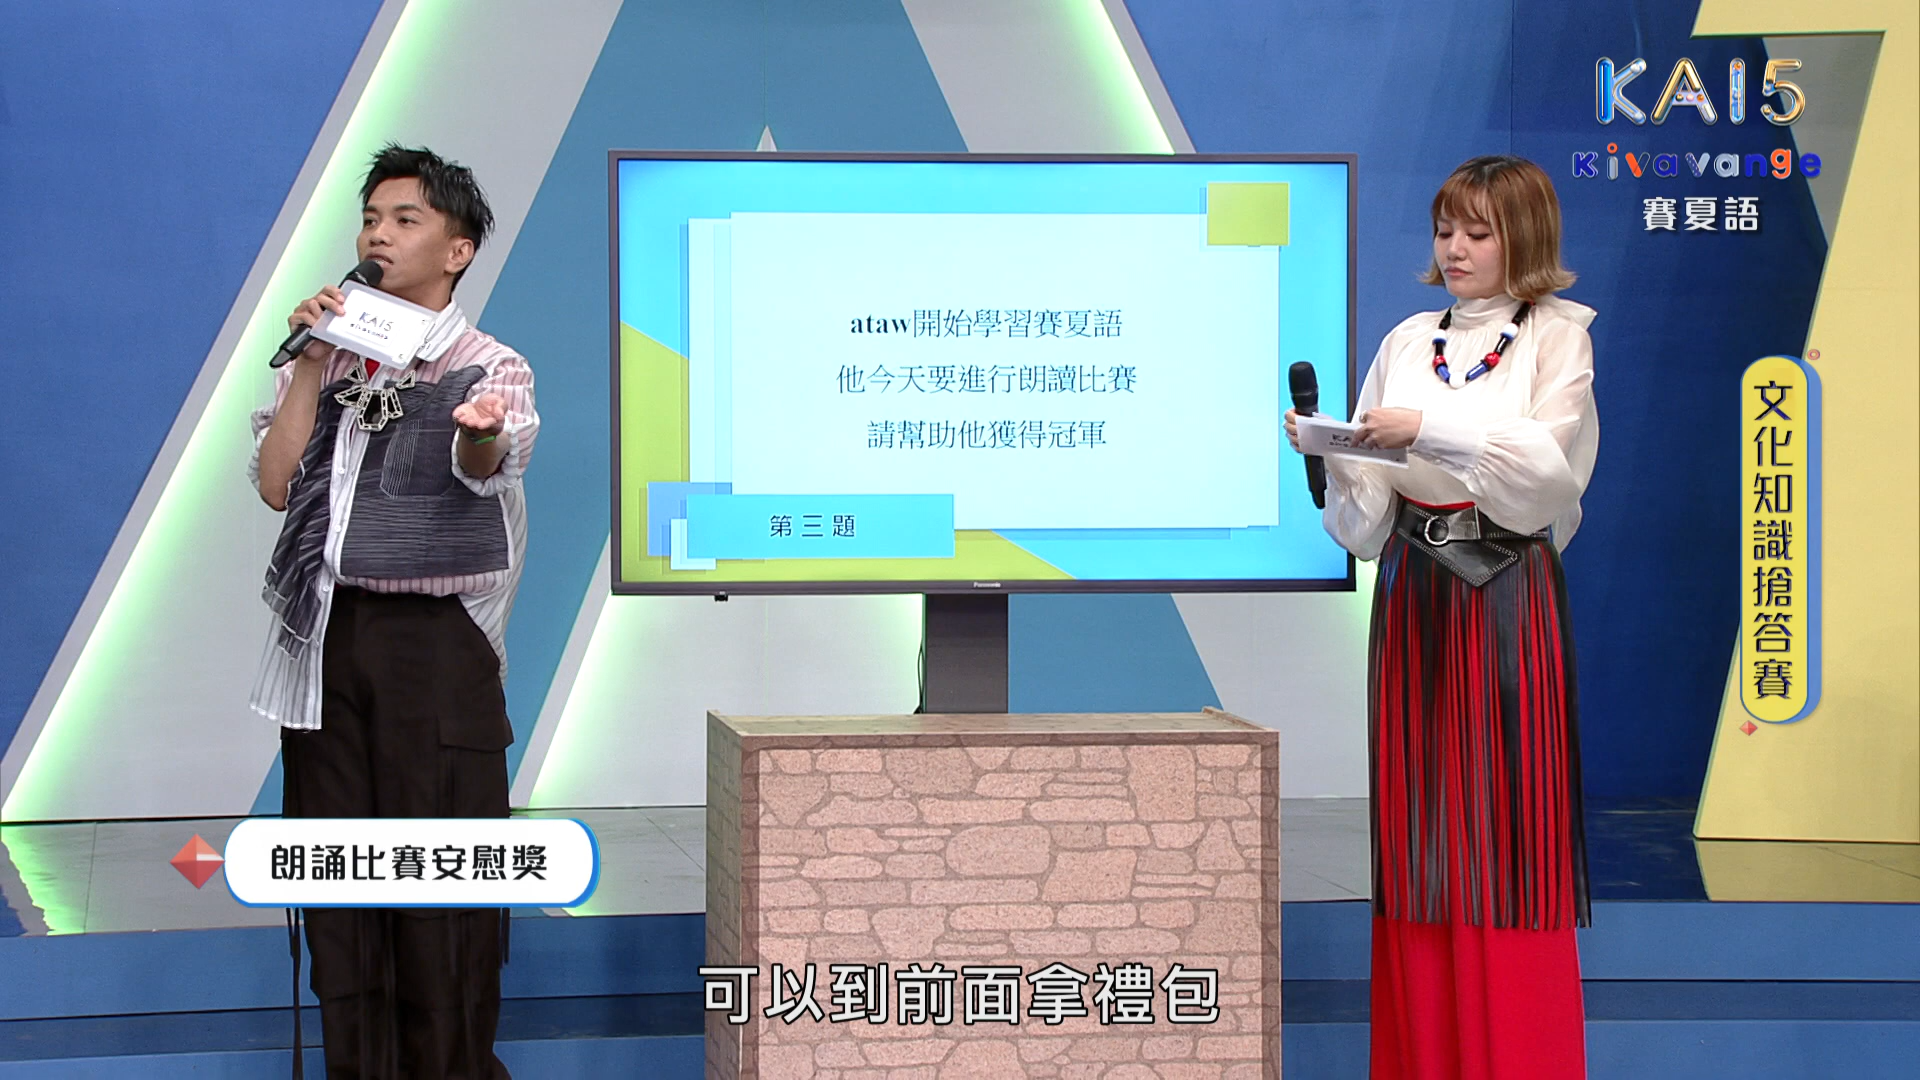 KAI5
Kivavange
賽夏語
KAI5
Kivavange
ataw開始學習賽夏語
他今天要進行朗讀比賽
請幫助他獲得冠軍
第三題
Panasonic
文化知識搶答賽
朗誦比賽安慰獎
可以到前面拿禮包